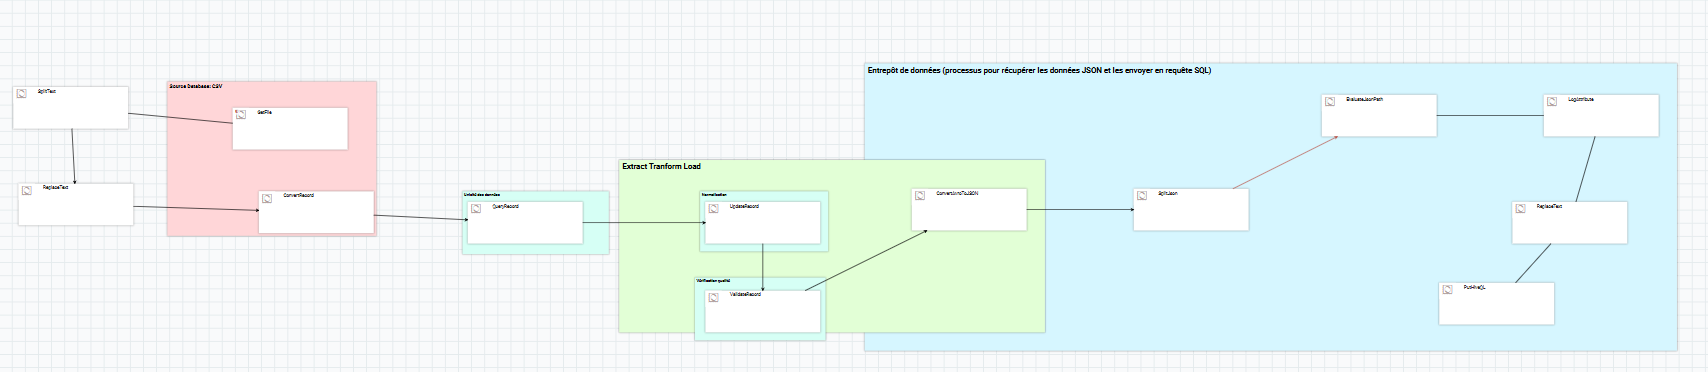 Entrepôt de données (processus pour récupérer les données JSON et les envoyer en requête SQL)
Source Database: CSV
SplitText
GetFile
ReplaceText
ConvertRecord
Unicité des données
QueryRecord
Extract Tranform Load
Normalisation
UpdateRecord
Vérification qualité
ValidateRecord
ConvertAvroToJSON
SplitJson
EvaluateJsonPath
LogAttribute
ReplaceText
PutHiveQL